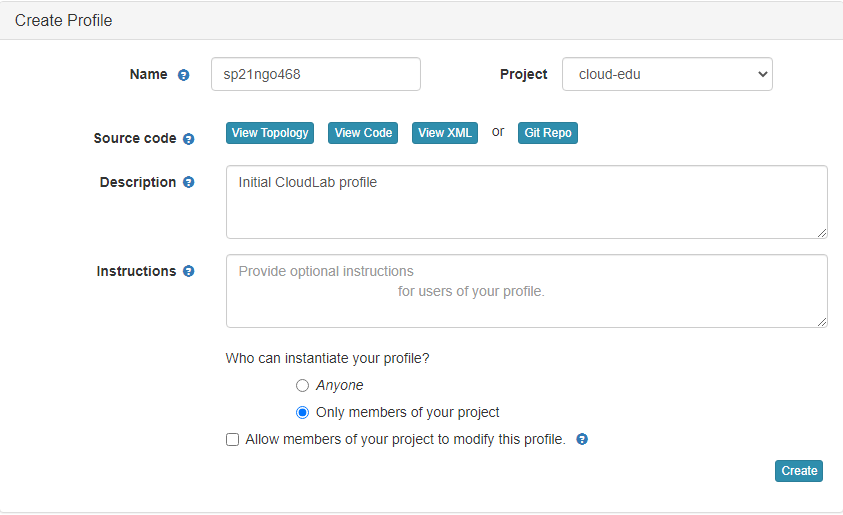 Create Profile
Name ? sp21ngo468 Project cloud-edu
Source code ? View Topology View Code View XML or Git Repo
Description ? Initial CloudLab profile
Instructions ? Provide optional instructions
for users of your profile.
Who can instantiate your profile?
Anyone
Only members of your project
Allow members of your project to modify this profile. ?
Create